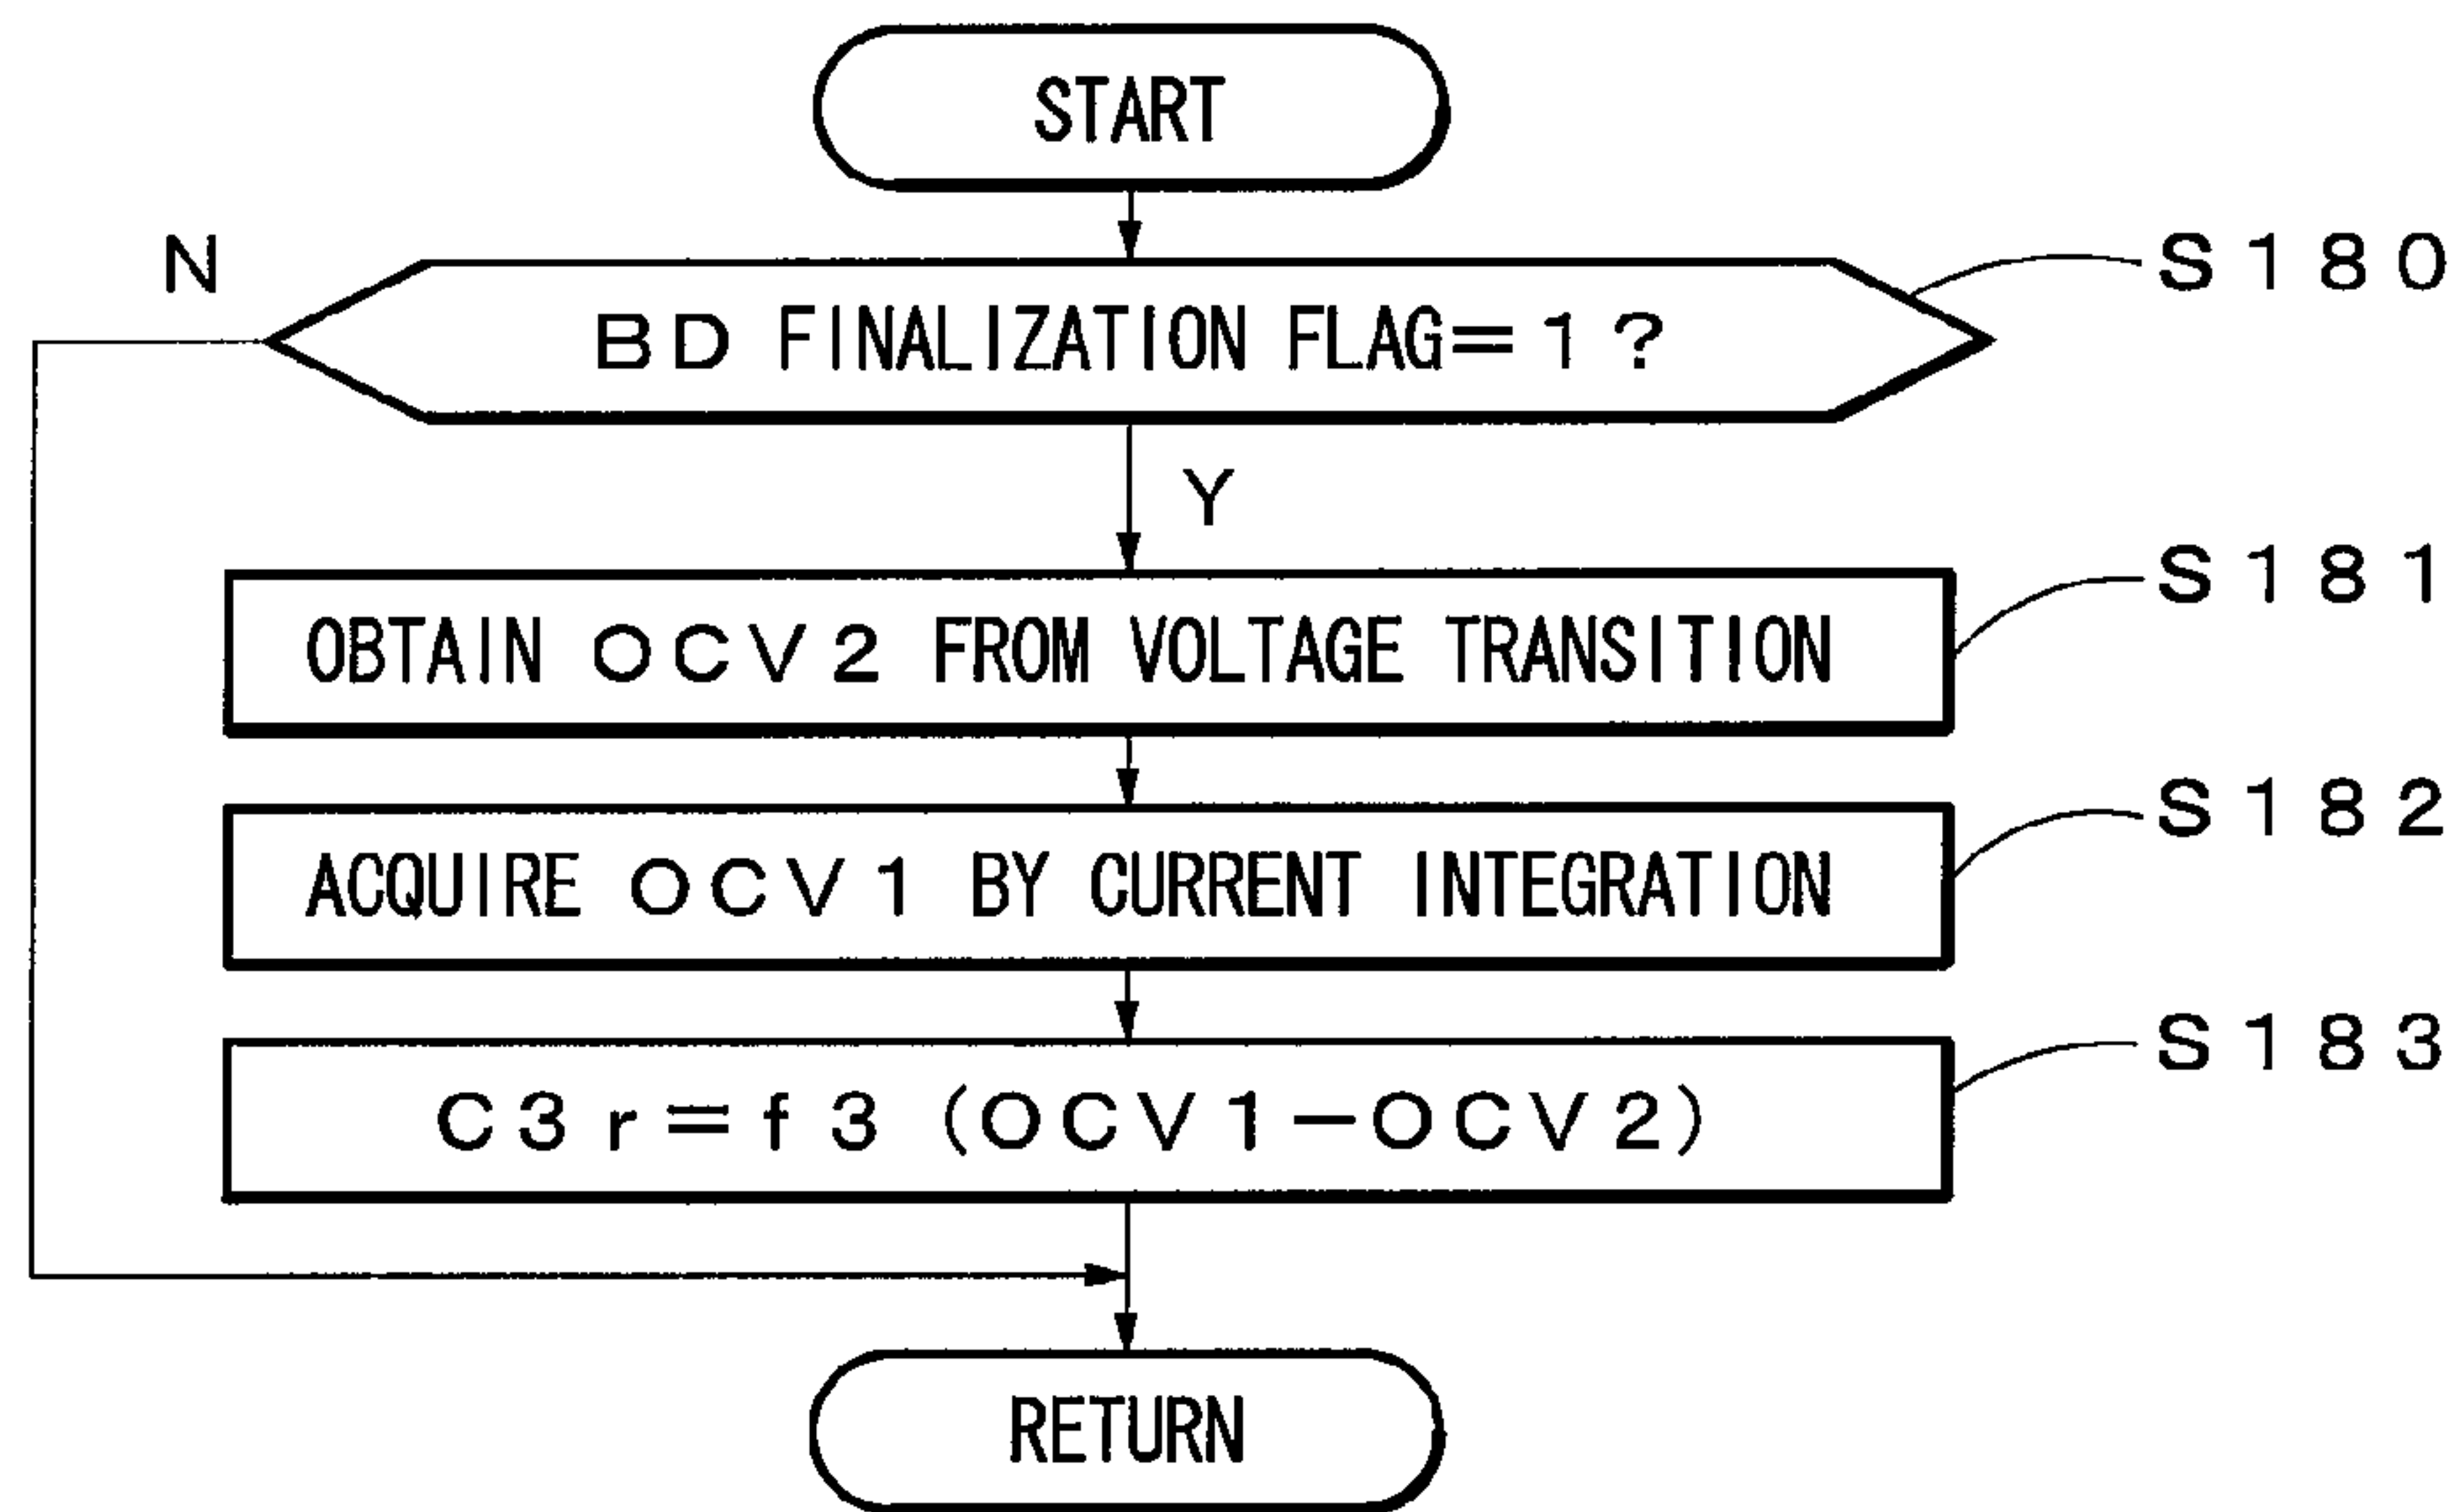 START
N
BD FINALIZATION FLAG=1?
S180
Y
OBTAIN OCV2 FROM VOLTAGE TRANSITION
S181
ACQUIRE OCV1 BY CURRENT INTEGRATION
S182
C3r=f3(OCV1-OCV2)
S183
RETURN